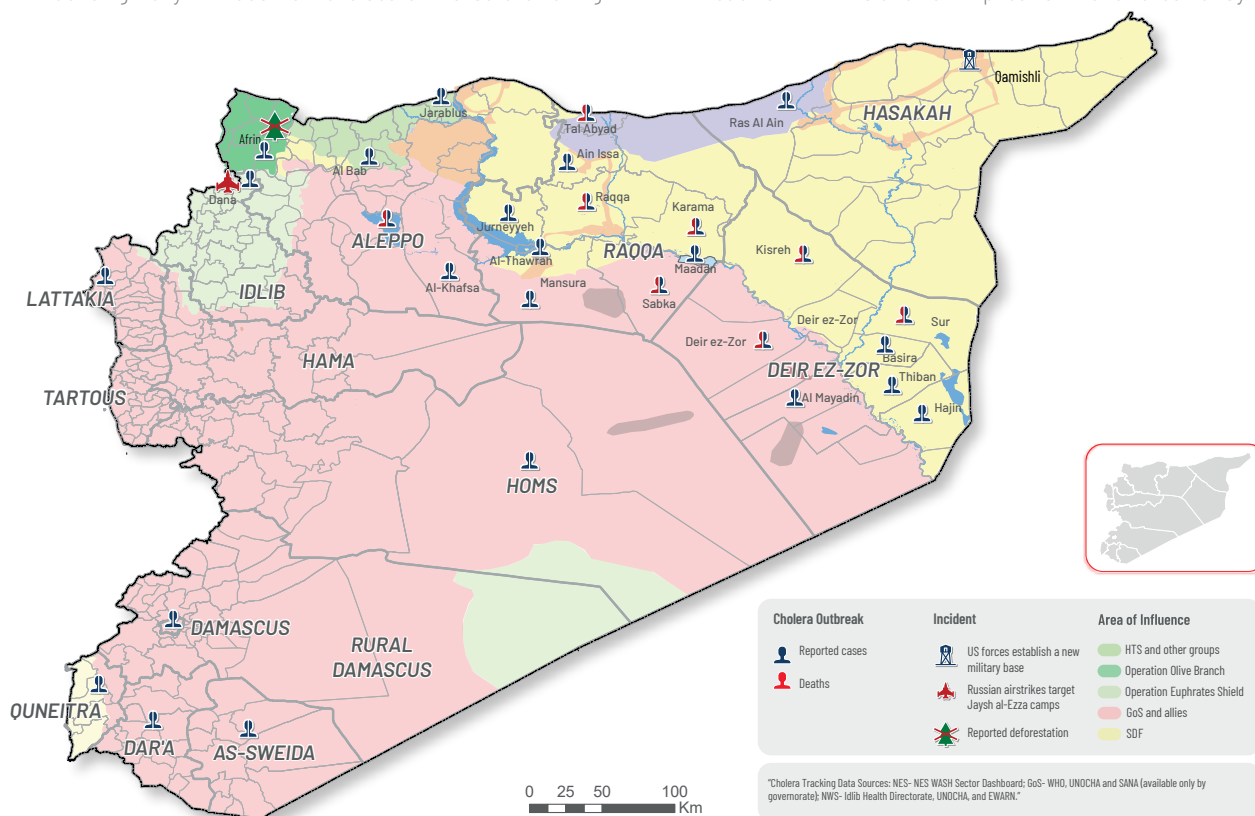 Qamishli
HASAKAH
Jarablus
Ras Al Ain
Tal Abyad
Afrin
Ain Issa
Al Bab
Dana
Raqqa
Karama
Jurneyyeh
ALEPPO
RAQQA
Kisreh
Al-Thawrah
Maadan
LATTAKIA
IDLIB
Al-Khafsa
Mansura
Sabka
Deir ez-Zor
Sur
Deir ez-Zor
Basira
HAMA
DEIR EZ-ZOR
Thiban
TARTOUS
Al Mayadin
Hajin
HOMS
DAMASCUS
RURAL
DAMASCUS
QUNEITRA
DAR'A
AS-SWEIDA
0 25 50 100
Km
Cholera Outbreak
Reported cases
Deaths
Incident
US forces establish a new
military base
Russian airstrikes target
Jaysh al-Ezza camps
Reported deforestation
Area of Influence
HTS and other groups
Operation Olive Branch
Operation Euphrates Shield
GoS and allies
SDF
"Cholera Tracking Data Sources: NES- NES WASH Sector Dashboard; GoS- WHO, UNOCHA and SANA (available only by
governorate); NWS- Idlib Health Directorate, UNOCHA, and EWARN."